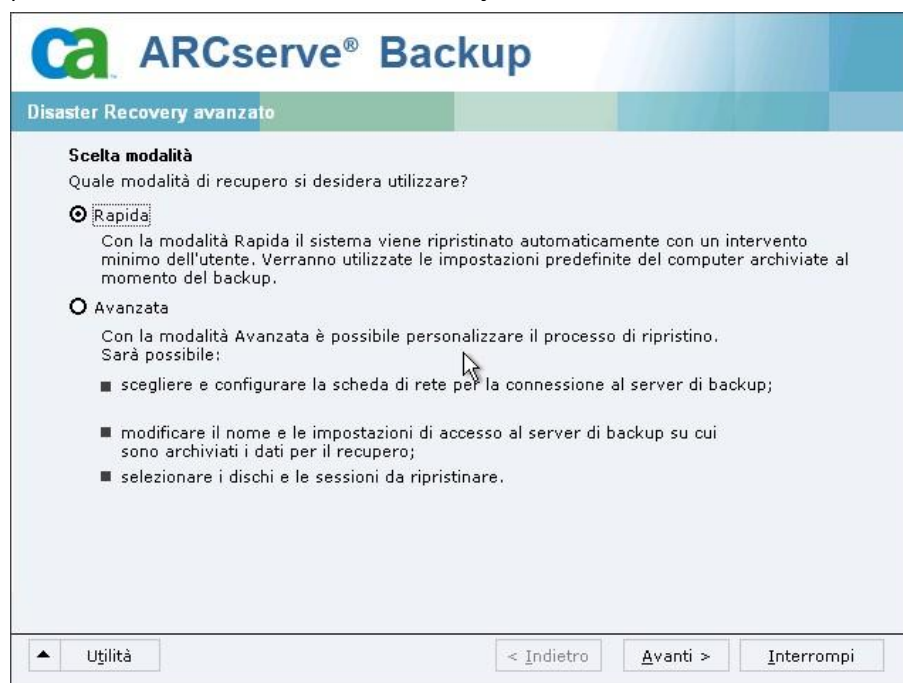 ca ARCserve® Backup
Disaster Recovery avanzato
Scelta modalità
Quale modalità di recupero si desidera utilizzare?
Rapida
Con la modalità Rapida il sistema viene ripristinato automaticamente con un intervento
minimo dell'utente. Verranno utilizzate le impostazioni predefinite del computer archiviate al
momento del backup.
Avanzata
Con la modalità Avanzata è possibile personalizzare il processo di ripristino.
Sarà possibile:
scegliere e configurare la scheda di rete per la connessione al server di backup;
modificare il nome e le impostazioni di accesso al server di backup su cui
sono archiviati i dati per il recupero;
selezionare i dischi e le sessioni da ripristinare.
Utilità < Indietro Avanti > Interrompi